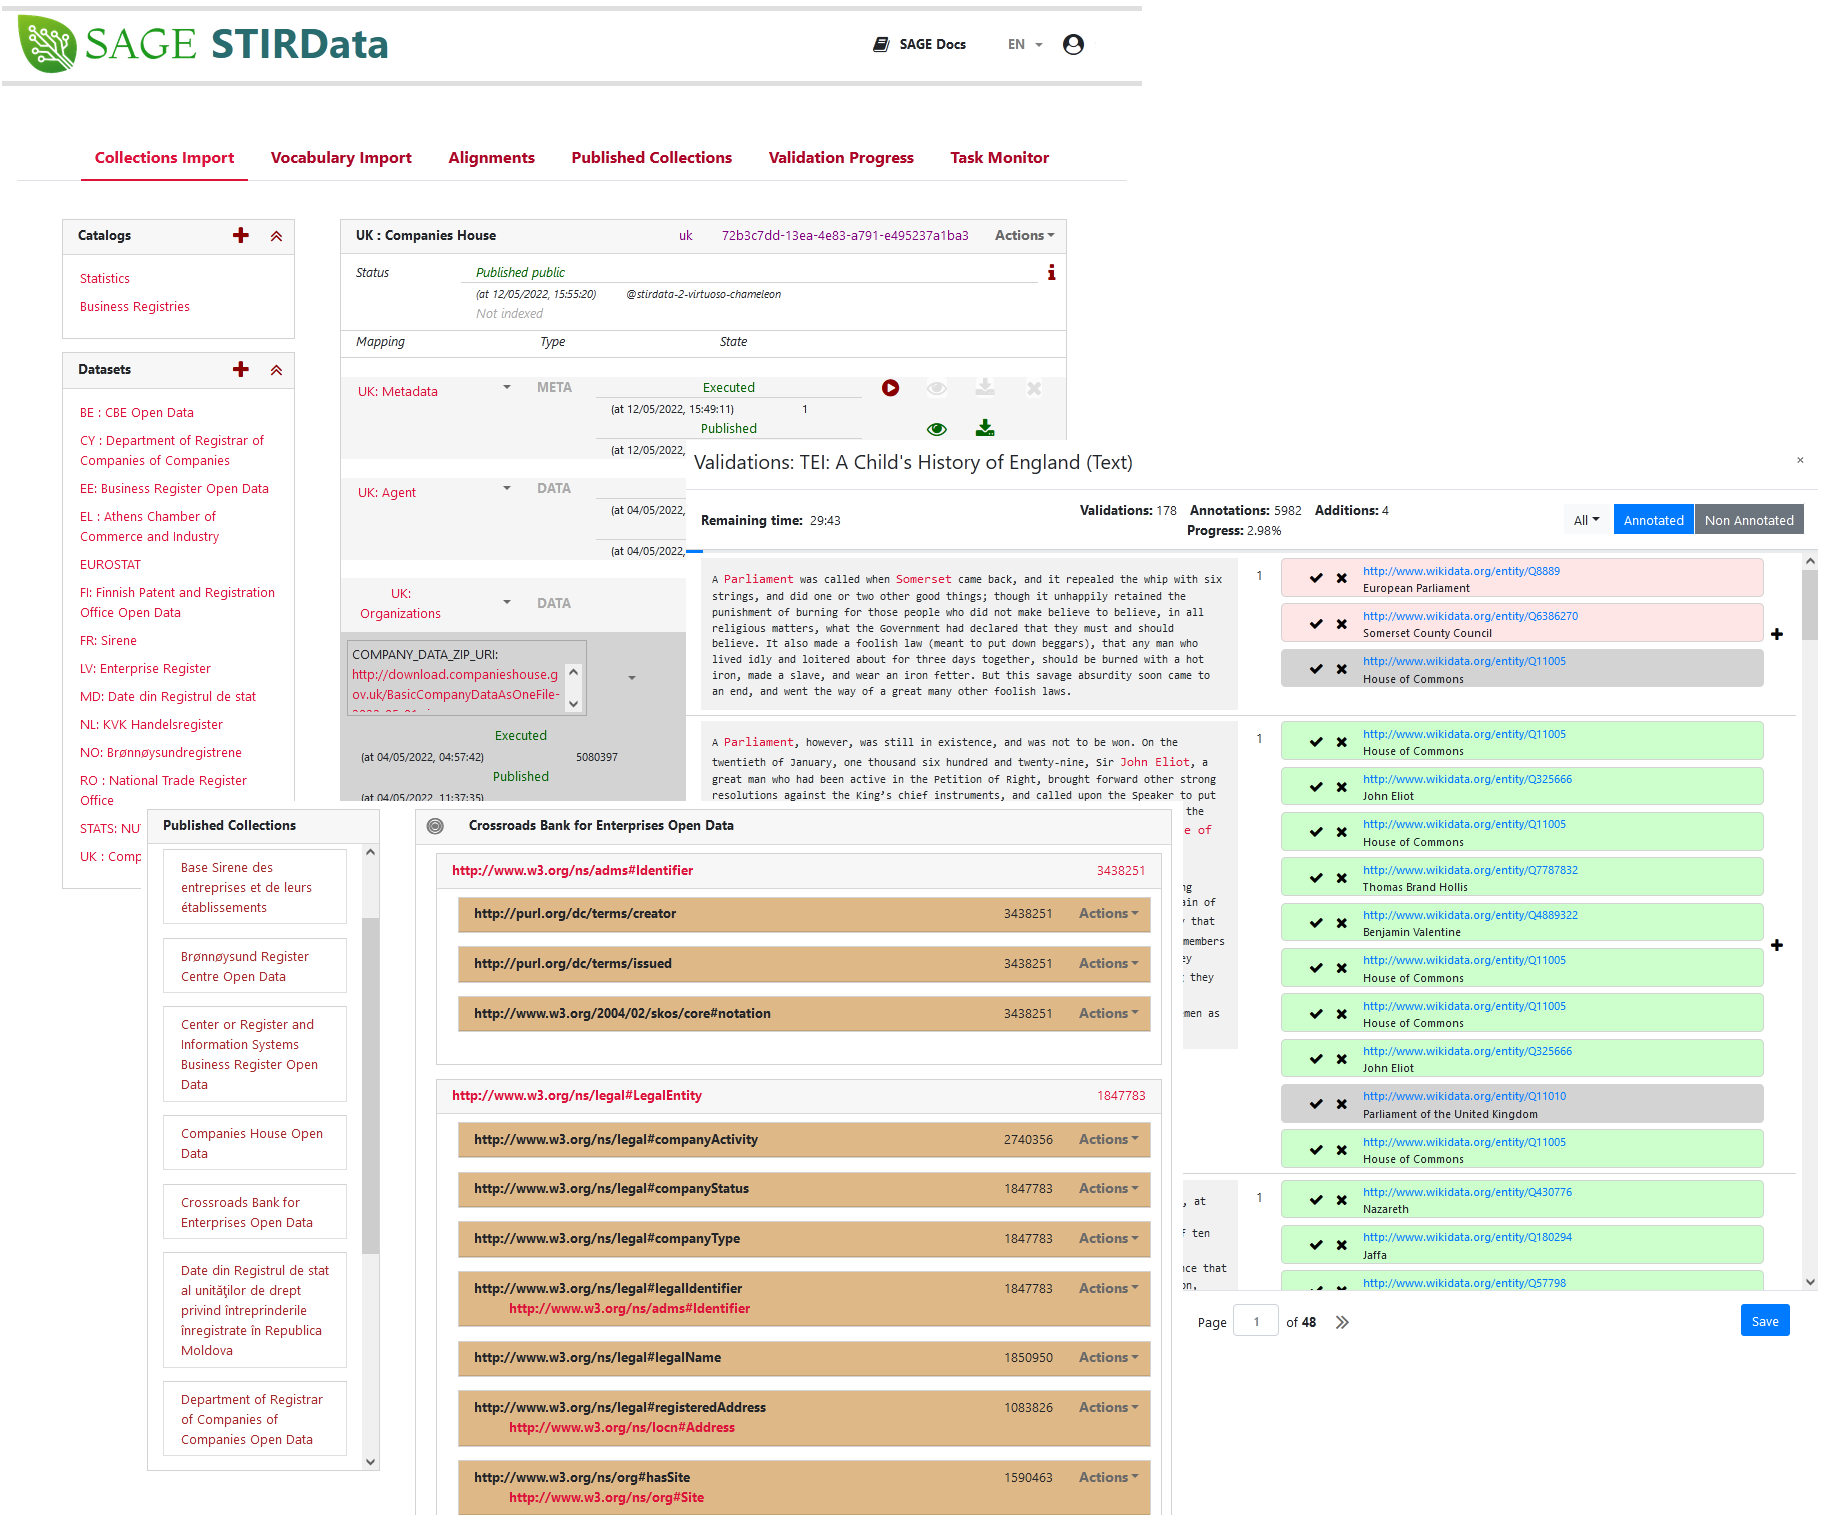 SAGE STIRData
SAGE Docs EN
Collections Import Vocabulary Import Alignments Published Collections Validation Progress Task Monitor
Catalogs
Statistics
Business Registries
Datasets
BE : CBE Open Data
CY : Department of Registrar of
Companies of Companies
EE: Business Register Open Data
EL : Athens Chamber of
Commerce and Industry
EUROSTAT
FI: Finnish Patent and Registration
Office Open Data
FR: Sirene
LV: Enterprise Register
MD: Date din Registrul de stat
NL: KVK Handelsregister
NO: Brønnøysundregistrene
RO : National Trade Register
Office
STATS: NU
UK : Comp
UK : Companies House uk 72b3c7dd-13ea-4e83-a791-e495237a1ba3 Actions
Status Published public
(at 12/05/2022, 15:55:20) @stirdata-2-virtuoso-chameleon
Not indexed
Mapping Type State
UK: Metadata META Executed
(at 12/05/2022, 15:49:11) 1
Published
(at 12/05/2022,
UK: Agent DATA
(at 04/05/2022,
(at 04/05/2022,
UK:
Organizations DATA
COMPANY_DATA_ZIP_URI:
http://download.companieshouse.g
ov.uk/BasicCompanyDataAsOneFile-
Executed
(at 04/05/2022, 04:57:42) 5080397
Published
(at 04/05/2022, 11:37:35)
Validations: TEI: A Child's History of England (Text) ×
Remaining time: 29:43
Validations: 178 Annotations: 5982 Additions: 4
Progress: 2.98%
All Annotated Non Annotated
A Parliament was called when Somerset came back, and it repealed the whip with six
strings, and did one or two other good things; though it unhappily retained the
punishment of burning for those people who did not make believe to believe, in all
religious matters, what the Government had declared that they must and should
believe. It also made a foolish law (meant to put down beggars), that any man who
lived idly and loitered about for three days together, should be burned with a hot
iron, made a slave, and wear an iron fetter. But this savage absurdity soon came to
an end, and went the way of a great many other foolish laws.
1
http://www.wikidata.org/entity/Q8889
European Parliament
http://www.wikidata.org/entity/Q6386270
Somerset County Council
http://www.wikidata.org/entity/Q11005
House of Commons
A Parliament, however, was still in existence, and was not to be won. On the
twentieth of January, one thousand six hundred and twenty-nine, Sir John Eliot, a
great man who had been active in the Petition of Right, brought forward other strong
resolutions against the King's chief instruments, and called upon the Speaker to put
the
e of
ng
ain of
y that
members
ey
they
emen as
1
http://www.wikidata.org/entity/Q11005
House of Commons
http://www.wikidata.org/entity/Q325666
John Eliot
http://www.wikidata.org/entity/Q11005
House of Commons
http://www.wikidata.org/entity/Q7787832
Thomas Brand Hollis
http://www.wikidata.org/entity/Q4889322
Benjamin Valentine
http://www.wikidata.org/entity/Q11005
House of Commons
http://www.wikidata.org/entity/Q11005
House of Commons
http://www.wikidata.org/entity/Q325666
John Eliot
http://www.wikidata.org/entity/Q11010
Parliament of the United Kingdom
http://www.wikidata.org/entity/Q11005
House of Commons
, at
f ten
nce that
on,
1
http://www.wikidata.org/entity/Q430776
Nazareth
http://www.wikidata.org/entity/Q180294
Jaffa
http://www.wikidata.org/entity/Q57798
Page 1 of 48 Save
Published Collections
Base Sirene des
entreprises et de leurs
établissements
Brønnøysund Register
Centre Open Data
Center or Register and
Information Systems
Business Register Open
Data
Companies House Open
Data
Crossroads Bank for
Enterprises Open Data
Date din Registrul de stat
al unităţilor de drept
privind întreprinderile
înregistrate în Republica
Moldova
Department of Registrar
of Companies of
Companies Open Data
Crossroads Bank for Enterprises Open Data
http://www.w3.org/ns/adms#Identifier 3438251
http://purl.org/dc/terms/creator 3438251 Actions
http://purl.org/dc/terms/issued 3438251 Actions
http://www.w3.org/2004/02/skos/core#notation 3438251 Actions
http://www.w3.org/ns/legal#LegalEntity 1847783
http://www.w3.org/ns/legal#companyActivity 2740356 Actions
http://www.w3.org/ns/legal#companyStatus 1847783 Actions
http://www.w3.org/ns/legal#companyType 1847783 Actions
http://www.w3.org/ns/legal#legalIdentifier 1847783 Actions
http://www.w3.org/ns/adms#Identifier
http://www.w3.org/ns/legal#legalName 1850950 Actions
http://www.w3.org/ns/legal#registeredAddress 1083826 Actions
http://www.w3.org/ns/locn#Address
http://www.w3.org/ns/org#hasSite 1590463 Actions
http://www.w3.org/ns/org#Site